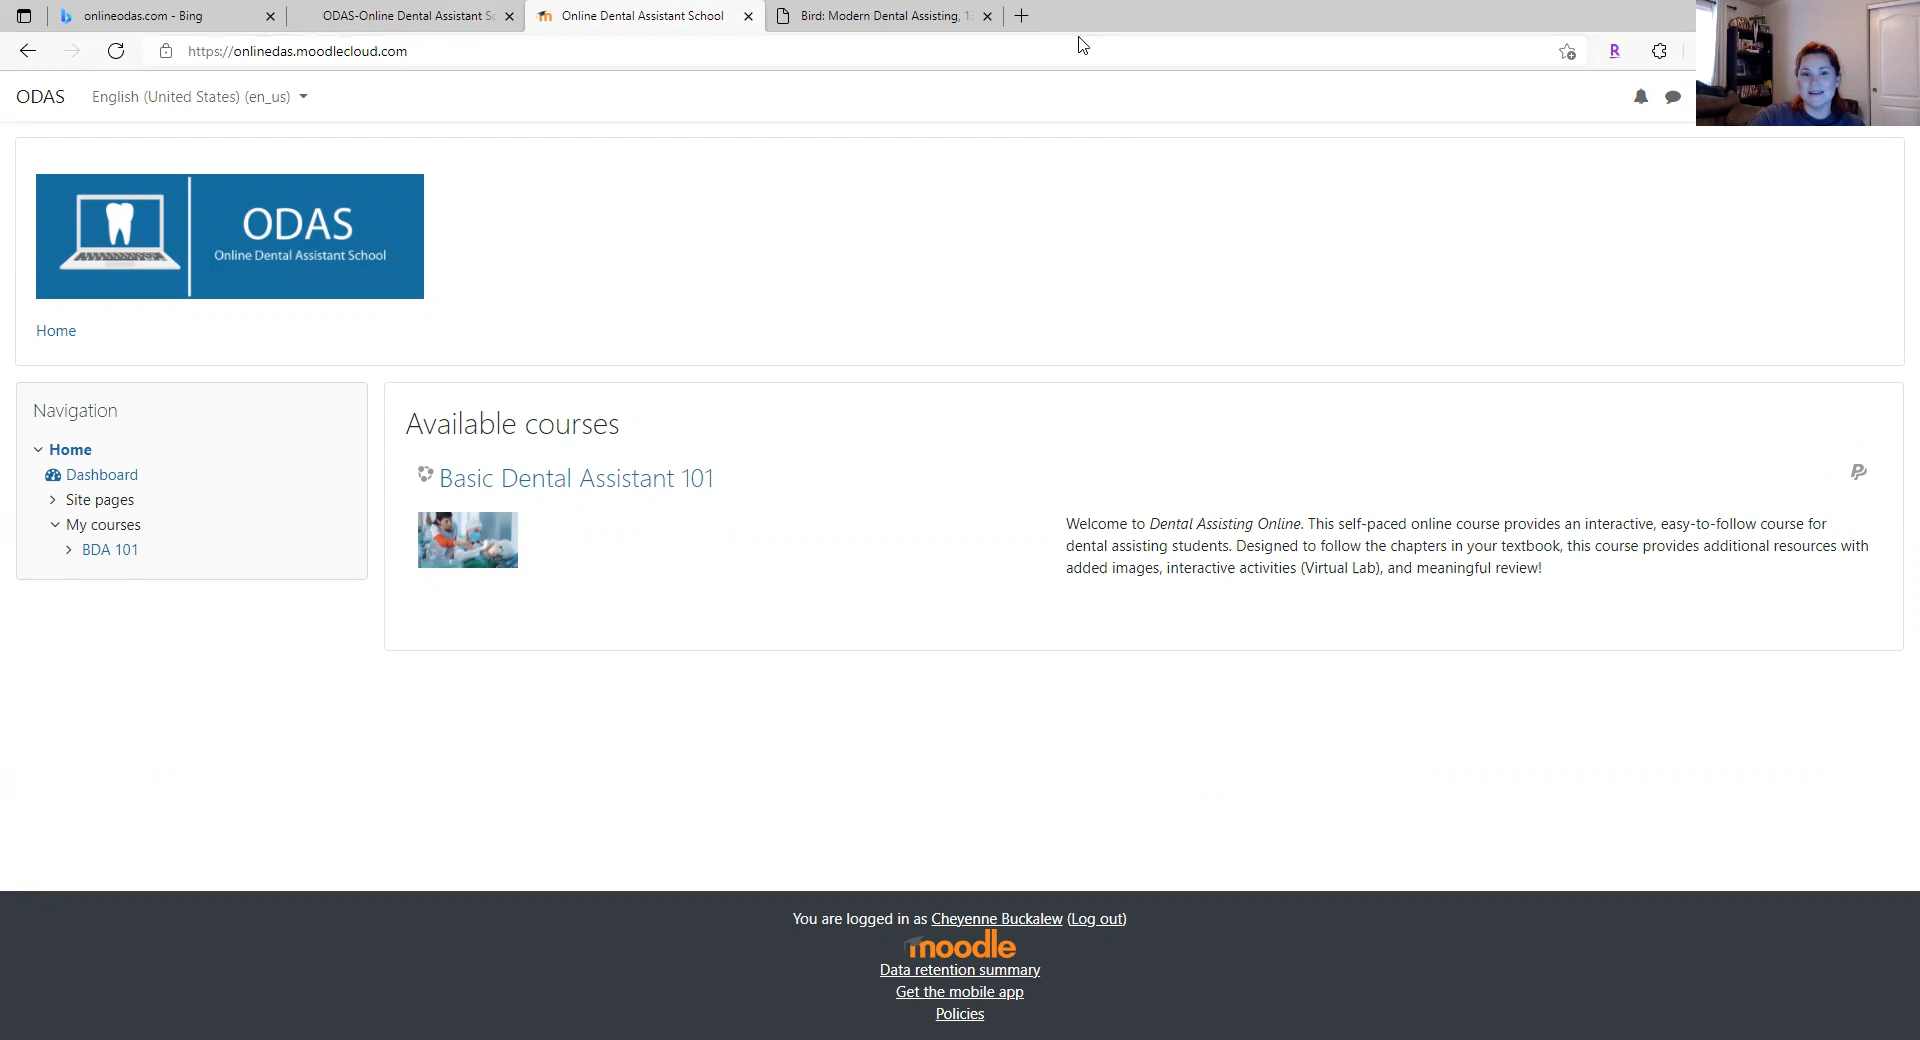 onlineodas.com - Bing
ODAS-Online Dental Assistant Sc
Online Dental Assistant School
Bird: Modern Dental Assisting, 13
https://onlinedas.moodlecloud.com
R
ODAS
English (United States) (en_us)
ODAS
Online Dental Assistant School
Home
Navigation
Home
Dashboard
Site pages
My courses
BDA 101
Available courses
Basic Dental Assistant 101
Welcome to Dental Assisting Online. This self-paced online course provides an interactive, easy-to-follow course for
dental assisting students. Designed to follow the chapters in your textbook, this course provides additional resources with
added images, interactive activities (Virtual Lab), and meaningful review!
You are logged in as Cheyenne Buckalew (Log out)
moodle
Data retention summary
Get the mobile app
Policies